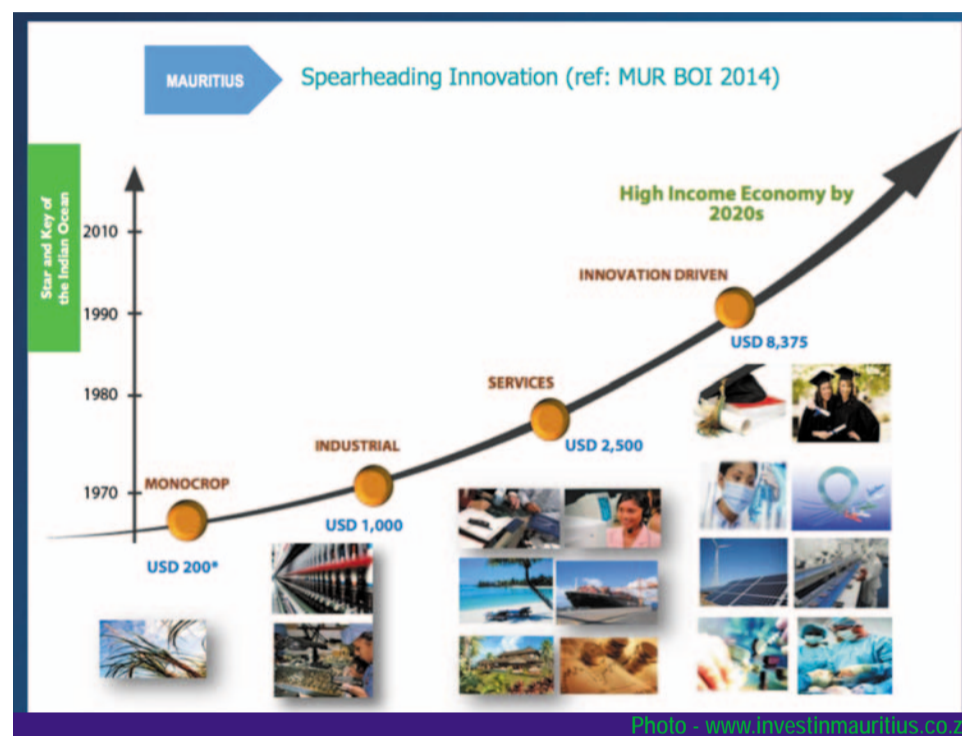 MAURITIUS
Spearheading Innovation (ref: MUR BOI 2014)
Star and Key of
the Indian Ocean
2010
1990
1980
1970
High Income Economy by
2020s
INNOVATION DRIVEN
USD 8,375
SERVICES
USD 2,500
INDUSTRIAL
USD 1,000
MONOCROP
USD 200*
Photo - www.investinmauritius.co.z